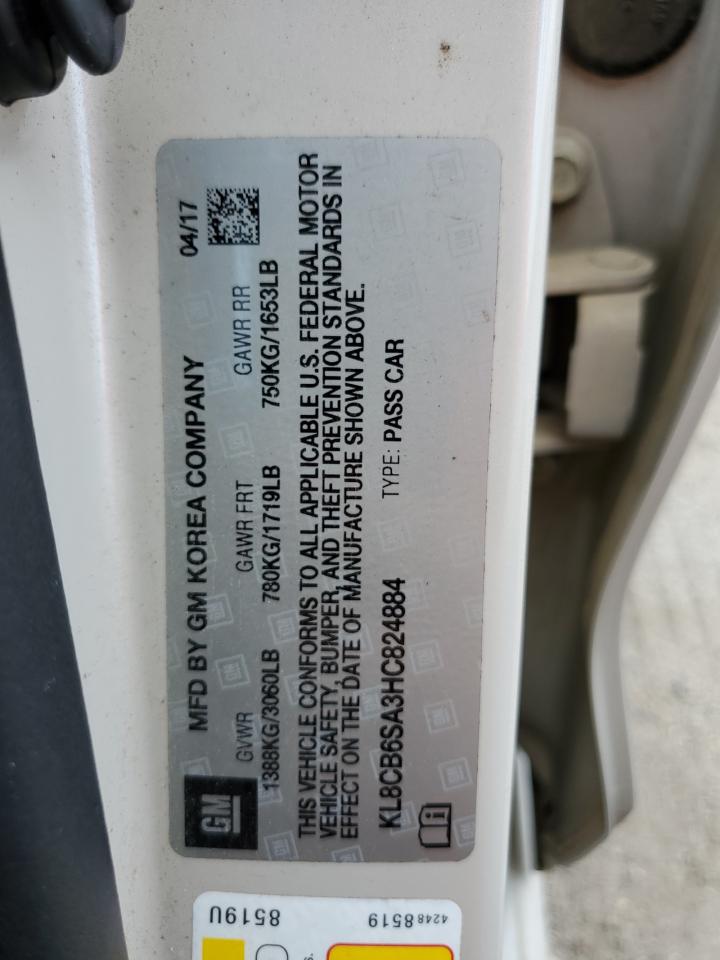 GM
MFD BY GM KOREA COMPANY 04/17
GVWR GAWR FRT GAWR RR
1388KG/3060LB 780KG/1719LB 750KG/1653LB
THIS VEHICLE CONFORMS TO ALL APPLICABLE U.S. FEDERAL MOTOR
VEHICLE SAFETY, BUMPER, AND THEFT PREVENTION STANDARDS IN
EFFECT ON THE DATE OF MANUFACTURE SHOWN ABOVE.
KL8CB6SA3HC824884 TYPE: PASS CAR
4248 8519
8519U